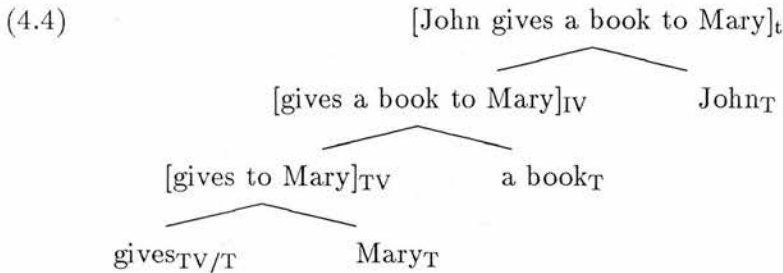 (4.4) [John gives a book to Mary]t
[gives a book to Mary]IV JohnT
[gives to Mary]TV a bookT
givesTV/T MaryT